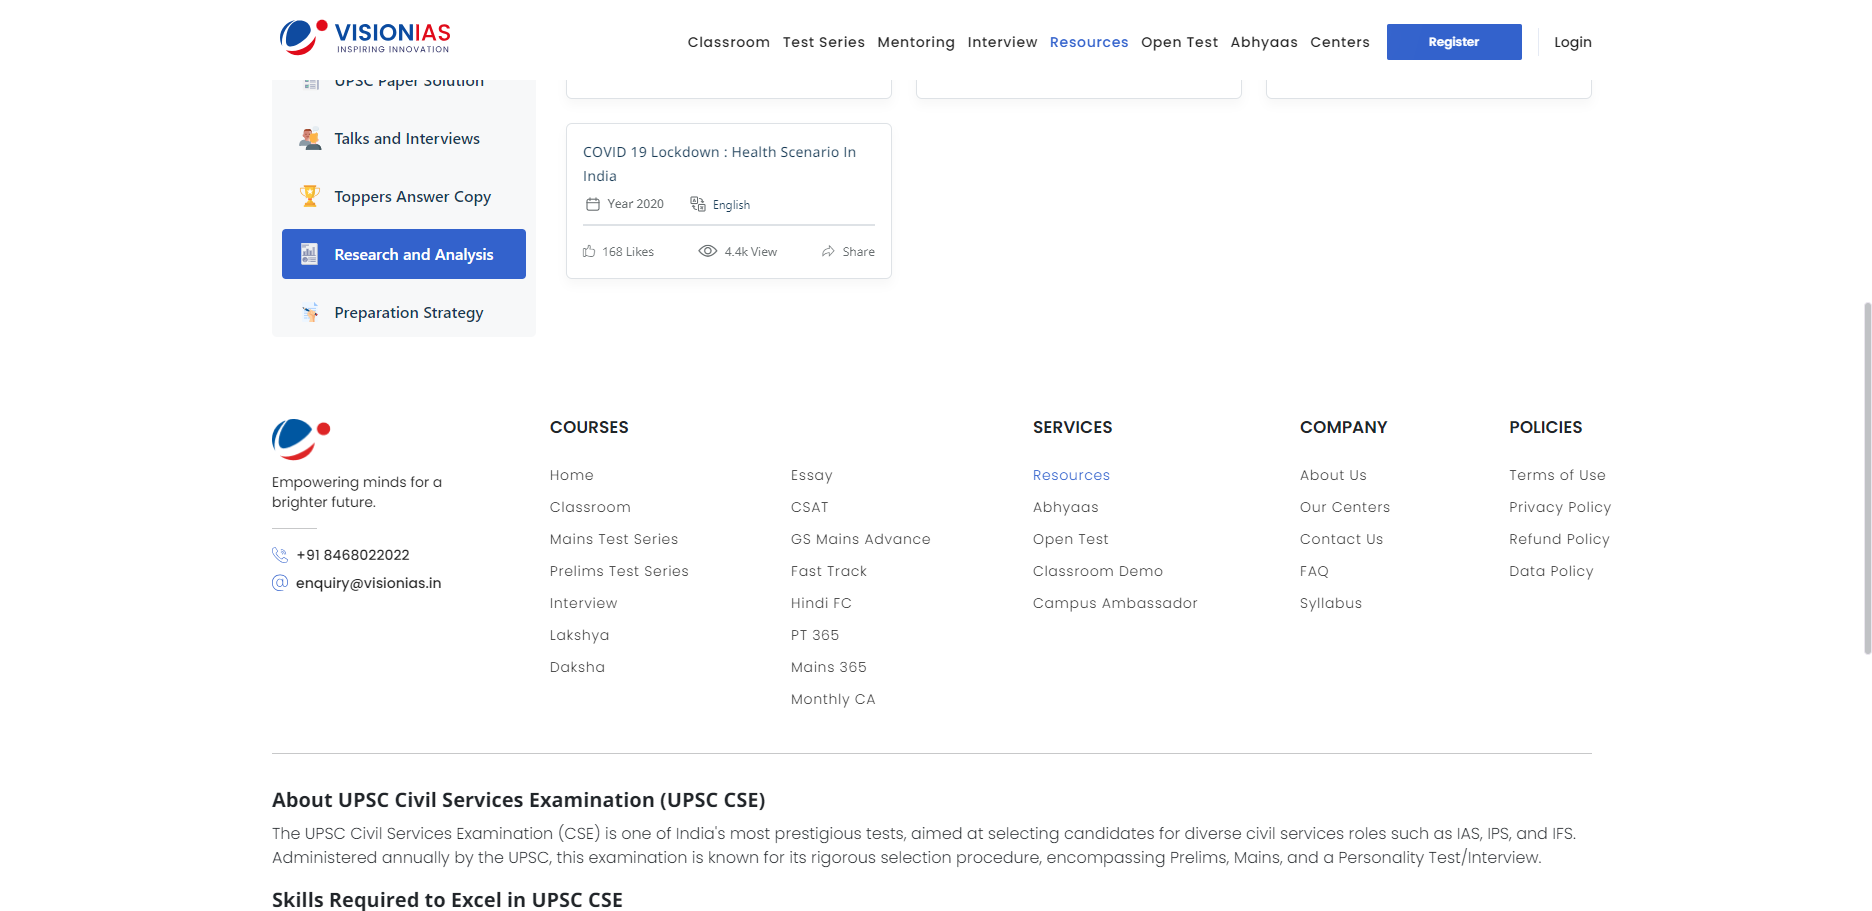 VISIONIAS
INSPIRING INNOVATION
Classroom Test Series Mentoring Interview Resources Open Test Abhyaas Centers Register Login
UPSC Paper Solution
Talks and Interviews
Toppers Answer Copy
Research and Analysis
Preparation Strategy
COVID 19 Lockdown : Health Scenario In
India
Year 2020 English
168 Likes 4.4k View Share
Empowering minds for a
brighter future.
+91 8468022022
enquiry@visionias.in
COURSES
Home
Classroom
Mains Test Series
Prelims Test Series
Interview
Lakshya
Daksha
Essay
CSAT
GS Mains Advance
Fast Track
Hindi FC
PT 365
Mains 365
Monthly CA
SERVICES
Resources
Abhyaas
Open Test
Classroom Demo
Campus Ambassador
COMPANY
About Us
Our Centers
Contact Us
FAQ
Syllabus
POLICIES
Terms of Use
Privacy Policy
Refund Policy
Data Policy
About UPSC Civil Services Examination (UPSC CSE)
The UPSC Civil Services Examination (CSE) is one of India's most prestigious tests, aimed at selecting candidates for diverse civil services roles such as IAS, IPS, and IFS.
Administered annually by the UPSC, this examination is known for its rigorous selection procedure, encompassing Prelims, Mains, and a Personality Test/Interview.
Skills Required to Excel in UPSC CSE